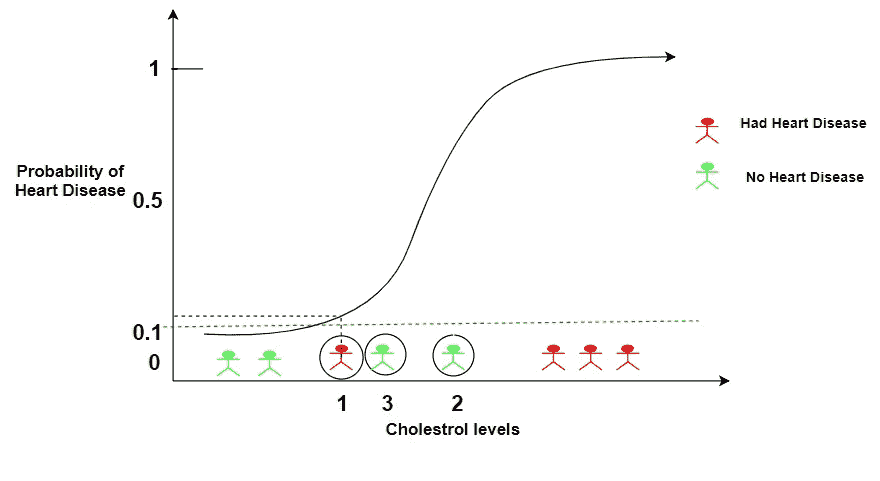 1
Had Heart Disease
Probability of
Heart Disease
No Heart Disease
0.5
0.1
0
1 3 2
Cholestrol levels